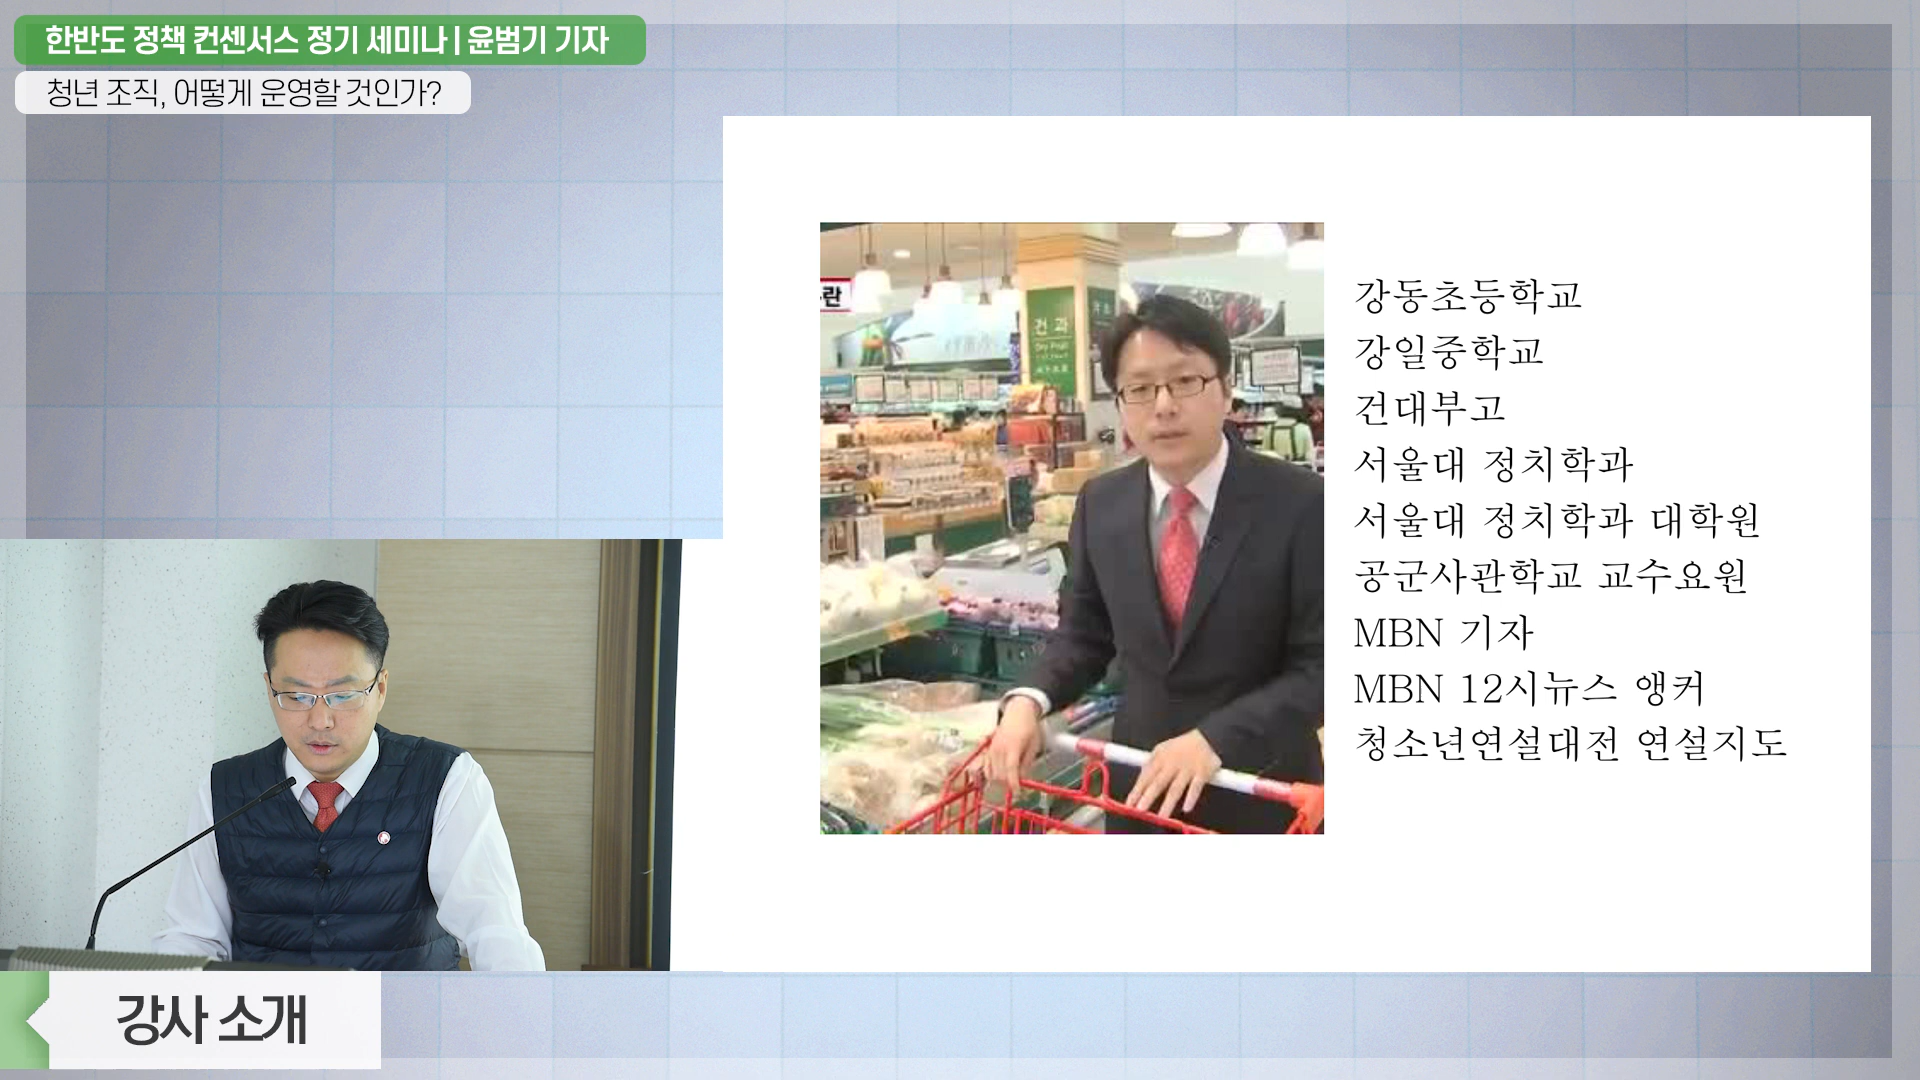 한반도 정책 컨센서스 정기 세미나 | 윤범기 기자
청년 조직, 어떻게 운영할 것인가?
란
건과
Dry Fruit
강동초등학교
강일중학교
건대부고
서울대 정치학과
서울대 정치학과 대학원
공군사관학교 교수요원
MBN 기자
MBN 12시뉴스 앵커
청소년연설대전 연설지도
강사 소개